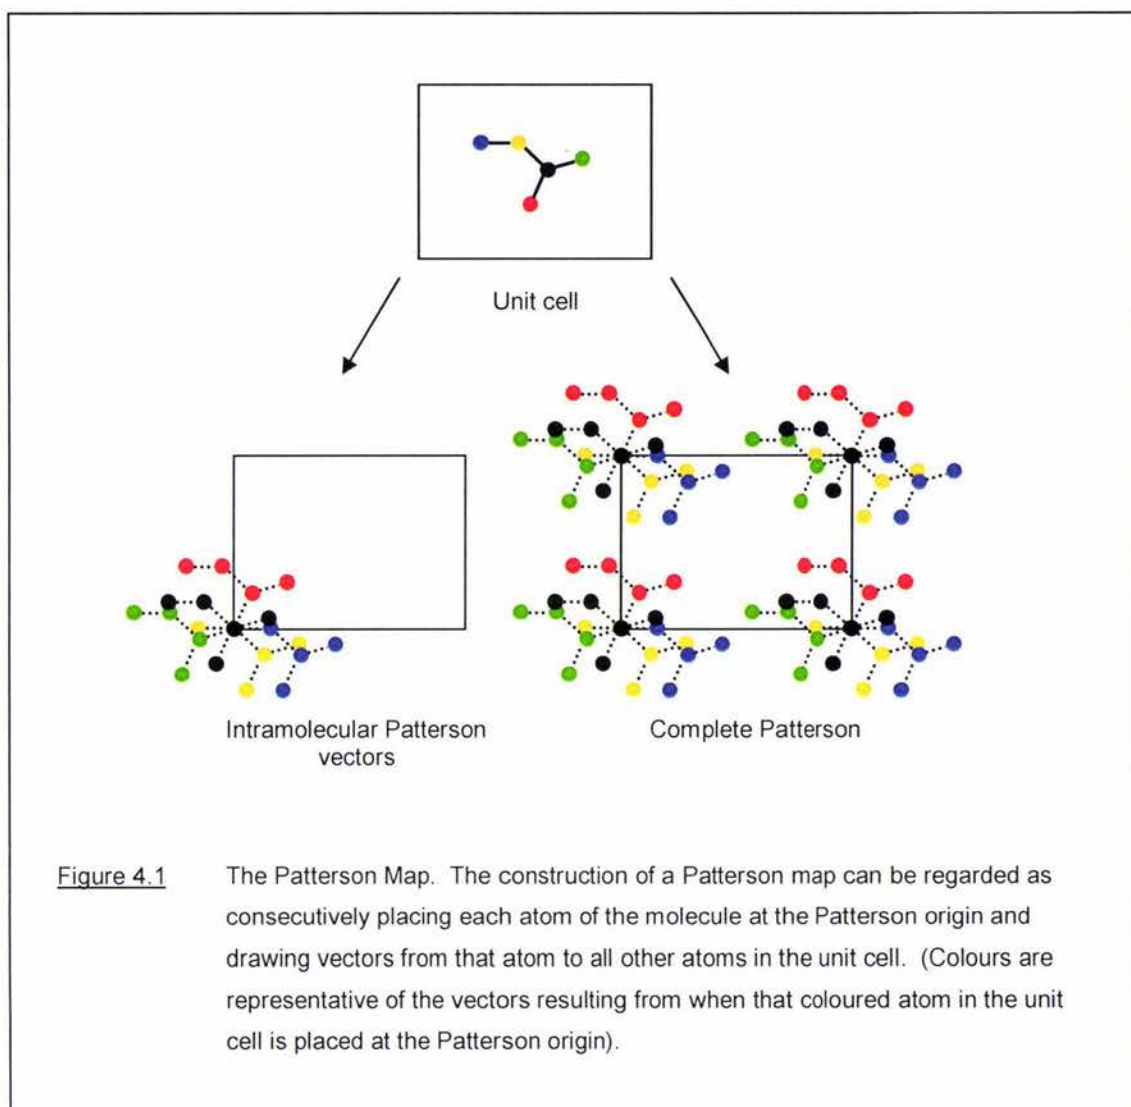 Unit cell
Intramolecular Patterson
vectors
Complete Patterson
Figure 4.1 The Patterson Map. The construction of a Patterson map can be regarded as
consecutively placing each atom of the molecule at the Patterson origin and
drawing vectors from that atom to all other atoms in the unit cell. (Colours are
representative of the vectors resulting from when that coloured atom in the unit
cell is placed at the Patterson origin).